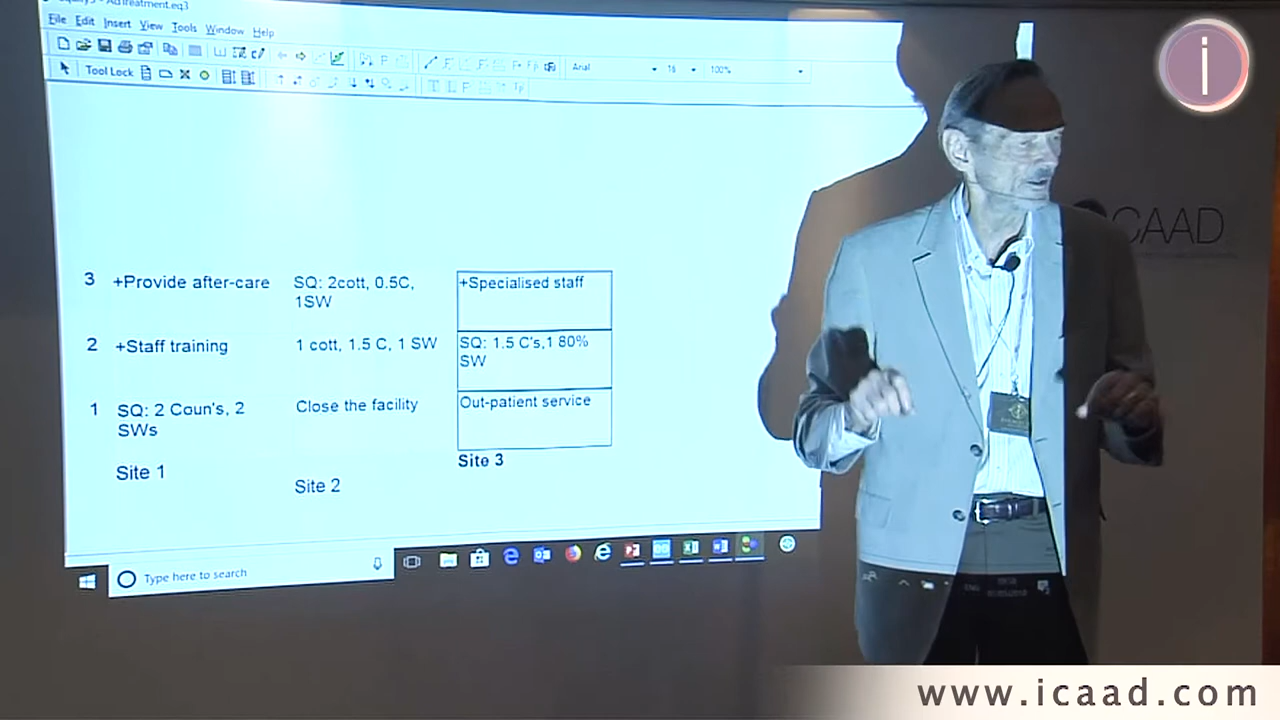 File Edit Insert View Tools Window Help
Tool Lock
Arial 16 100%
3 +Provide after-care SQ: 2cott, 0.5C, +Specialised staff
1SW
2 +Staff training 1 cott, 1.5 C, 1 SW SQ: 1.5 C's,1 80%
SW
1 SQ: 2 Coun's, 2 Close the facility Out-patient service
SWs
Site 1 Site 2 Site 3
Type here to search
ENG
i
ICAAD
www.icaad.com